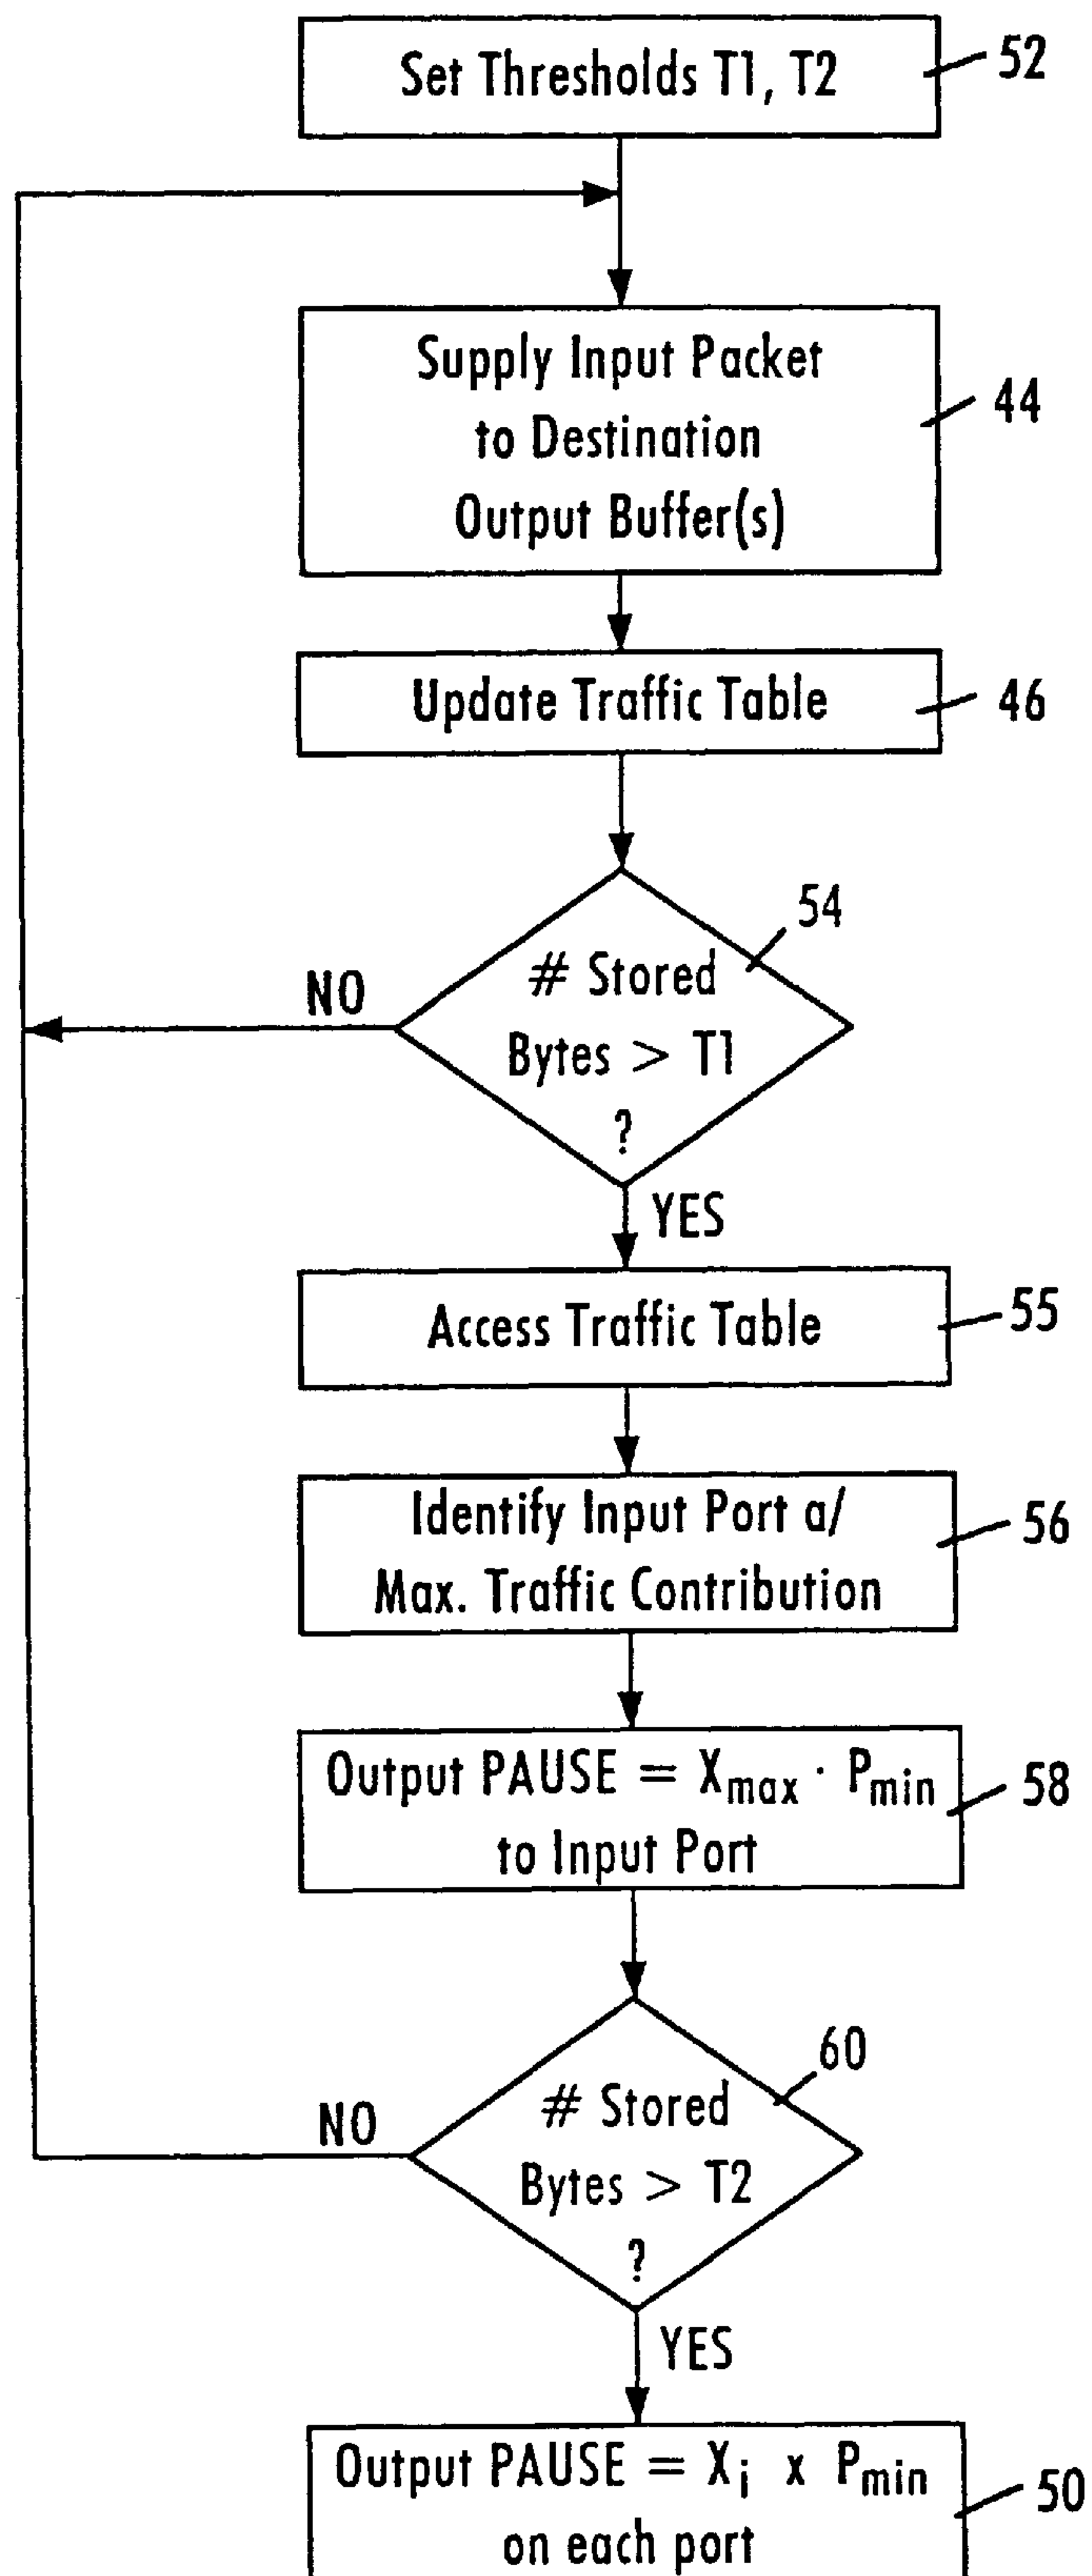 Set Thresholds T1, T2
52
Supply Input Packet
to Destination
Output Buffer(s)
44
Update Traffic Table
46
54
# Stored
Bytes > T1
?
NO
YES
Access Traffic Table
55
Identify Input Port a/
Max. Traffic Contribution
56
Output PAUSE = Xmax · Pmin
to Input Port
58
60
# Stored
Bytes > T2
?
NO
YES
Output PAUSE = Xi x Pmin
on each port
50